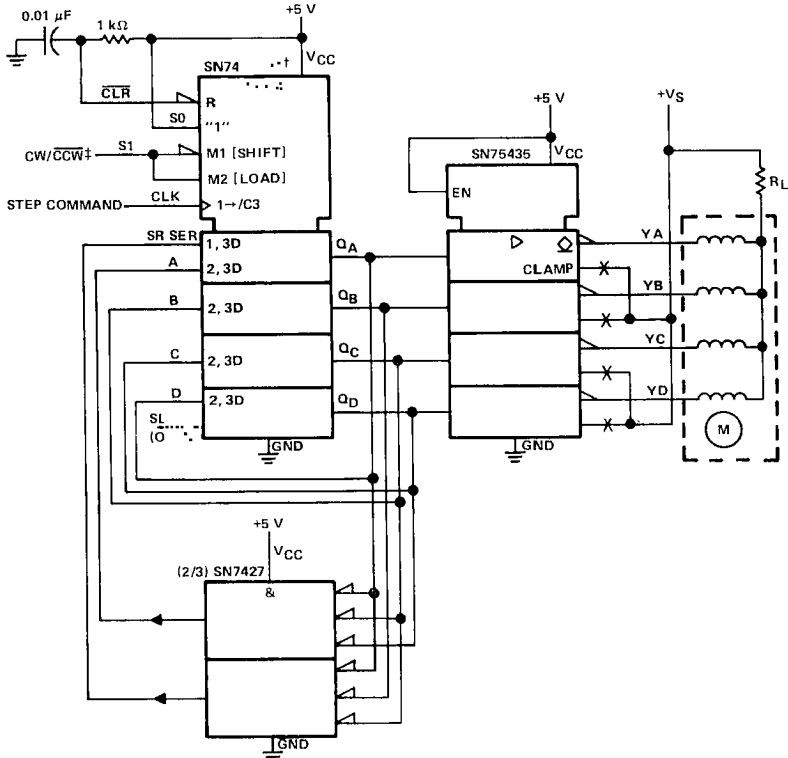 +5 V
0.01 μF
1 kΩ
VCC
SN74
†
CLR
R
S0
"1"
CW/CCW‡
S1
M1 [SHIFT]
M2 [LOAD]
STEP COMMAND
CLK
1→/C3
SR SER
1, 3D
A
2, 3D
QA
B
2, 3D
QB
C
2, 3D
QC
D
2, 3D
QD
SL
(O
GND
+5 V
SN75435
VCC
EN
CLAMP
GND
+VS
RL
YA
YB
YC
YD
M
+5 V
VCC
(2/3) SN7427
&
GND